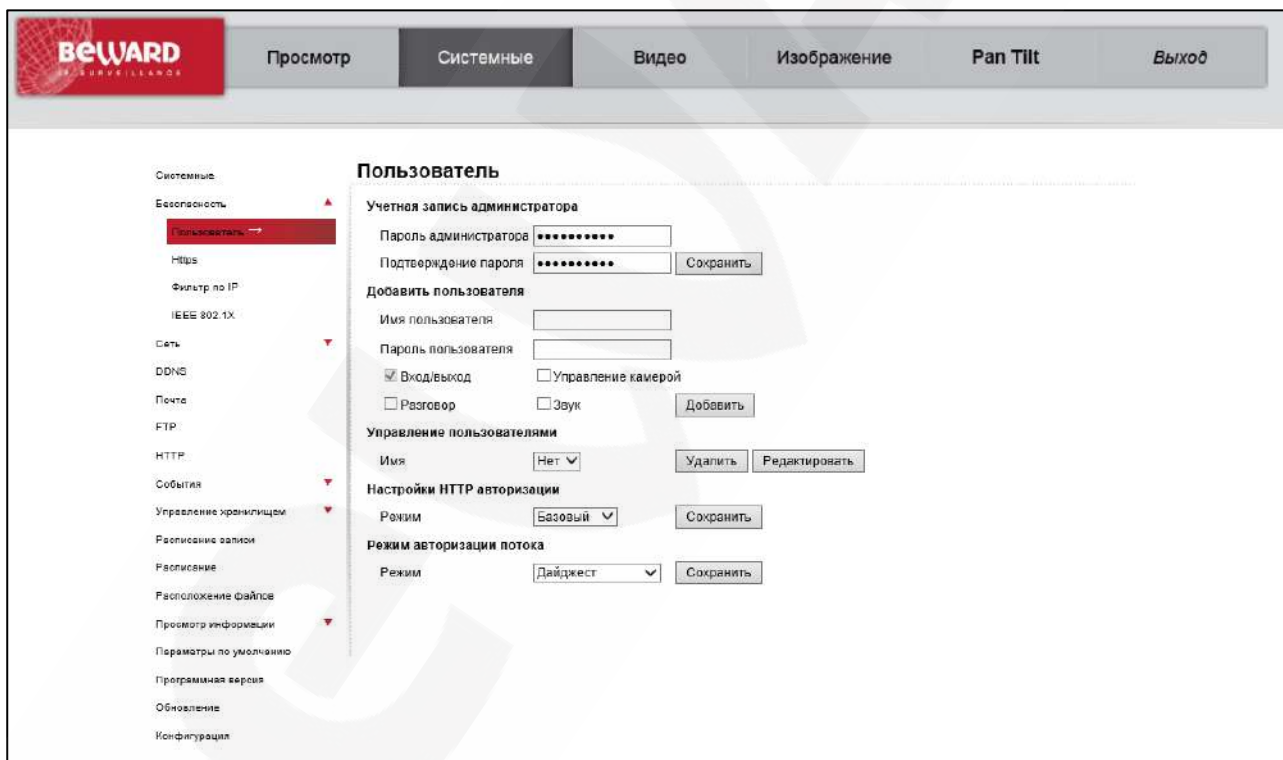 BEWARD
IP SURVEILLANCE
Просмотр
Системные
Видео
Изображение
Pan Tilt
Выход
Системные
Безопасность
Пользователь →
Https
Фильтр по IP
IEEE 802.1X
Сеть
DDNS
Почта
FTP
HTTP
События
Управление хранилищем
Расписание записи
Расписание
Расположение файлов
Просмотр информации
Параметры по умолчанию
Программная версия
Обновление
Конфигурация
Пользователь
Учетная запись администратора
Пароль администратора ••••••••••
Подтверждение пароля •••••••••• Сохранить
Добавить пользователя
Имя пользователя
Пароль пользователя
Вход/выход Управление камерой
Разговор Звук Добавить
Управление пользователями
Имя Нет Удалить Редактировать
Настройки HTTP авторизации
Режим Базовый Сохранить
Режим авторизации потока
Режим Дайджест Сохранить